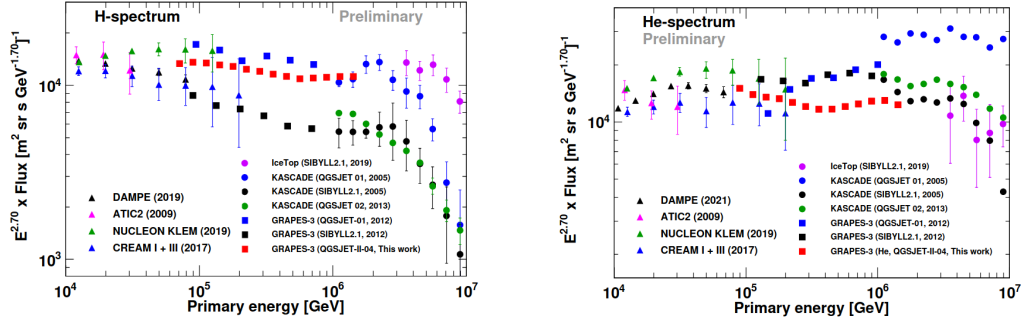 H-spectrum
Preliminary
E^2.70 x Flux [m^2 sr s GeV^-1.70]^-1
10^4
10^3
IceTop (SIBYLL2.1, 2019)
KASCADE (QGSJET 01, 2005)
KASCADE (SIBYLL2.1, 2005)
KASCADE (QGSJET 02, 2013)
GRAPES-3 (QGSJET-01, 2012)
GRAPES-3 (SIBYLL2.1, 2012)
GRAPES-3 (QGSJET-II-04, This work)
DAMPE (2019)
ATIC2 (2009)
NUCLEON KLEM (2019)
CREAM I + III (2017)
10^4
10^5
10^6
10^7
Primary energy [GeV]
He-spectrum
Preliminary
E^2.70 x Flux [m^2 sr s GeV^1.70]^-1
10^4
IceTop (SIBYLL2.1, 2019)
KASCADE (QGSJET 01, 2005)
KASCADE (SIBYLL2.1, 2005)
KASCADE (QGSJET 02, 2013)
GRAPES-3 (QGSJET-01, 2012)
GRAPES-3 (SIBYLL2.1, 2012)
GRAPES-3 (He, QGSJET-II-04, This work)
DAMPE (2021)
ATIC2 (2009)
NUCLEON KLEM (2019)
CREAM I + III (2017)
10^4
10^5
10^6
10^7
Primary energy [GeV]